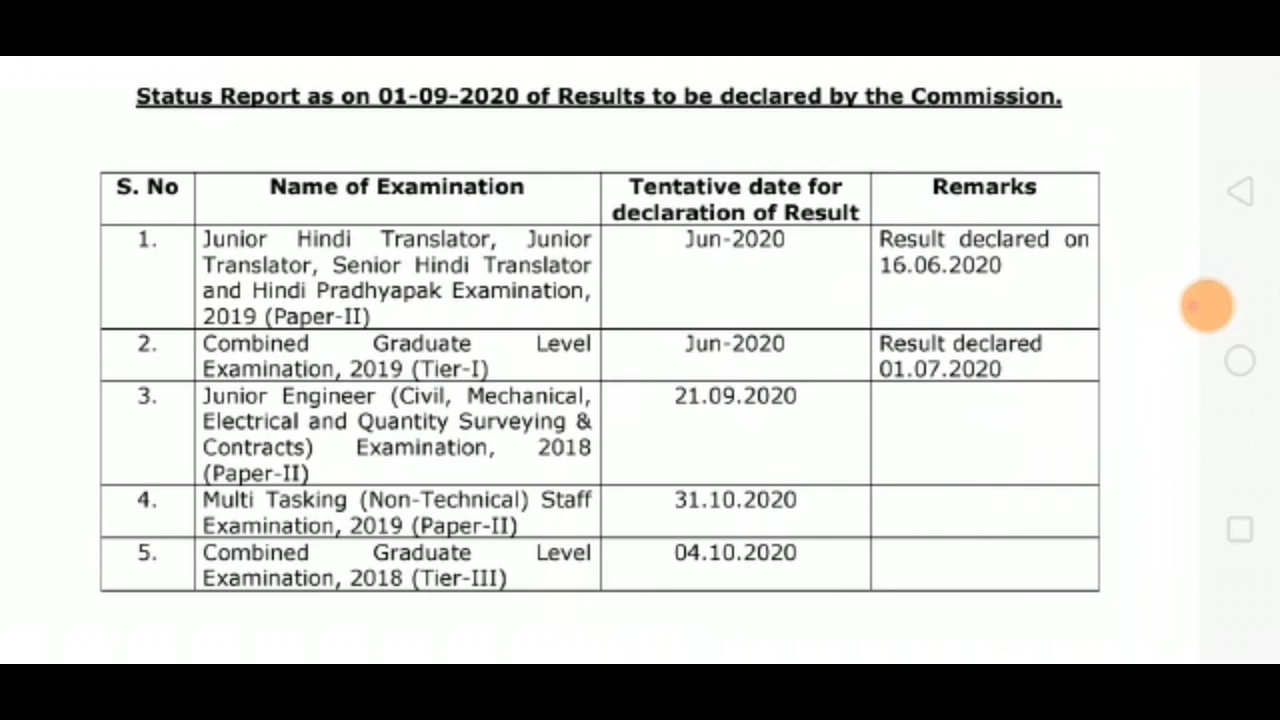 Status Report as on 01-09-2020 of Results to be declared by the Commission.
S. No Name of Examination Tentative date for declaration of Result Remarks
1. Junior Hindi Translator, Junior Jun-2020 Result declared on
Translator, Senior Hindi Translator 16.06.2020
and Hindi Pradhyapak Examination,
2019 (Paper-II)
2. Combined Graduate Level Jun-2020 Result declared
Examination, 2019 (Tier-I) 01.07.2020
3. Junior Engineer (Civil, Mechanical, 21.09.2020
Electrical and Quantity Surveying &
Contracts) Examination, 2018
(Paper-II)
4. Multi Tasking (Non-Technical) Staff 31.10.2020
Examination, 2019 (Paper-II)
5. Combined Graduate Level 04.10.2020
Examination, 2018 (Tier-III)